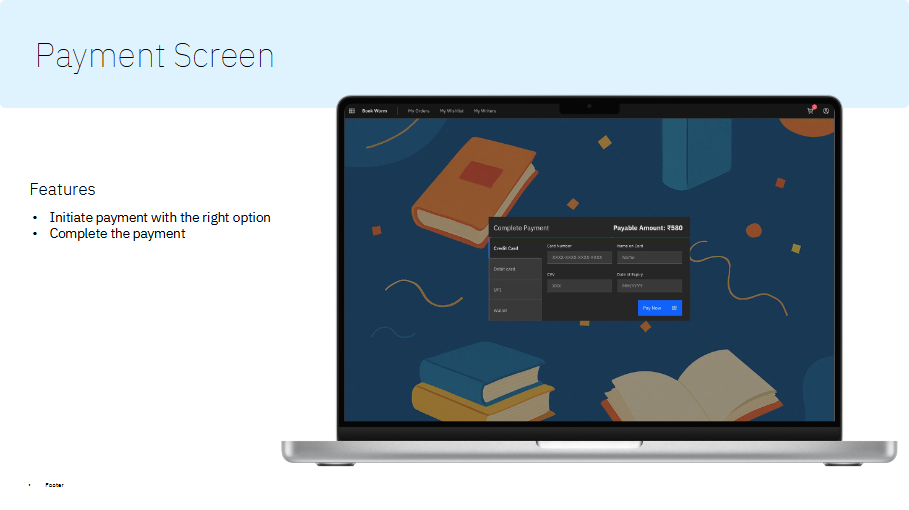 Payment Screen
Book Worm | My Orders My Wishlist My Writers
Features
• Initiate payment with the right option
• Complete the payment
Complete Payment Payable Amount: ₹580
Credit Card
Debit card
UPI
Wallet
Card Number Name on Card
XXXX-XXXX-XXXX-XXXX Name
CPV Date of Expiry
XXX MM/YYYY
Pay Now
• Footer